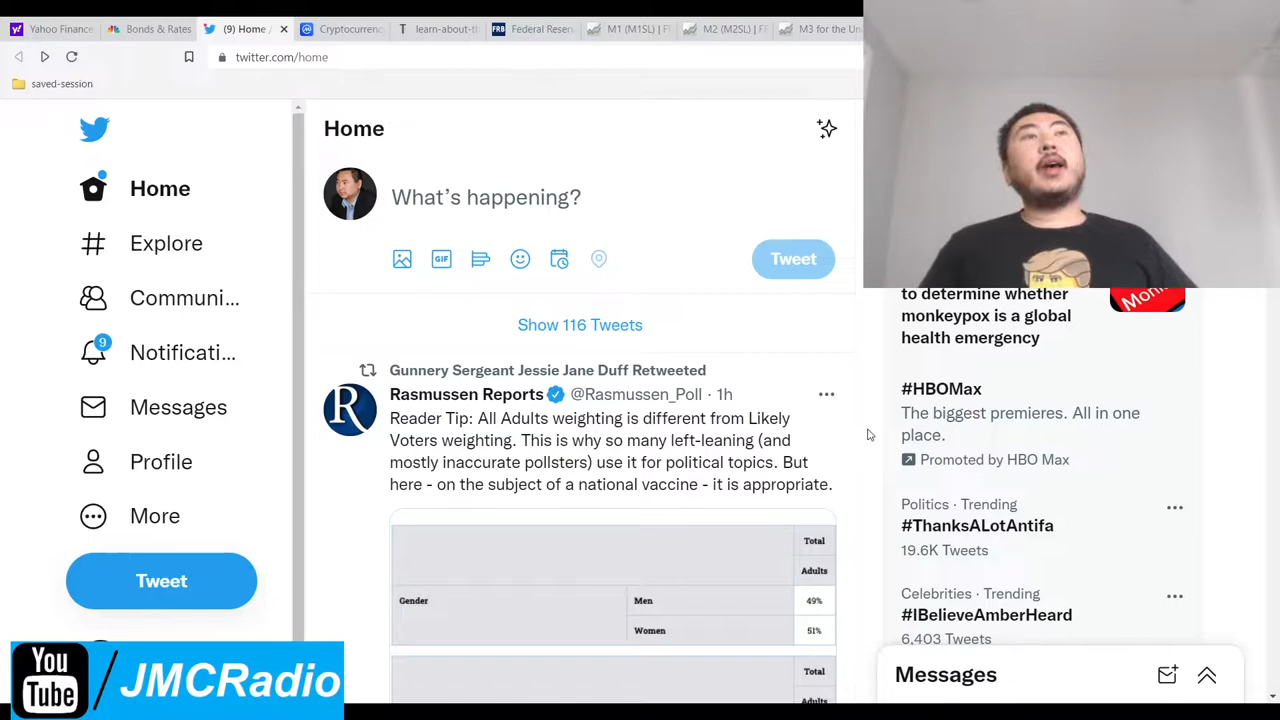 Yahoo Finance
Bonds & Rates
(9) Home /
Cryptocurrenc
learn-about-th
Federal Reser
M1 (M1SL) | F
M2 (M2SL) | F
M3 for the Un
twitter.com/home
saved-session
Home
Explore
Communi...
9
Notificati...
Messages
Profile
More
Tweet
Home
What's happening?
GIF
Tweet
Show 116 Tweets
Gunnery Sergeant Jessie Jane Duff Retweeted
R
Rasmussen Reports @Rasmussen_Poll · 1h
Reader Tip: All Adults weighting is different from Likely
Voters weighting. This is why so many left-leaning (and
mostly inaccurate pollsters) use it for political topics. But
here - on the subject of a national vaccine - it is appropriate.
Total
Adults
Gender Men 49%
Women 51%
Total
Adults
to determine whether
monkeypox is a global
health emergency
#HBOMax
The biggest premieres. All in one
place.
Promoted by HBO Max
Politics · Trending
#ThanksALotAntifa
19.6K Tweets
Celebrities · Trending
#IBelieveAmberHeard
6,403 Tweets
Messages
You
Tube
/JMCRadio